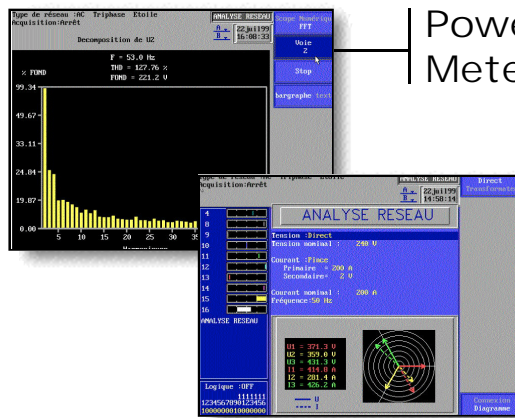 Type de réseau :AC Triphase Etoile
Acquisition:Arrêt
ANALYSE RESEAU
A
B
22jui199
16:08:33
Decomposition de U2
F = 53.0 Hz
THD = 127.76 %
FOND = 221.2 V
% FOND
99.34
49.67
33.11
24.84
19.87
0.00
5 10 15 20 25 30
Scope Numériqu
FFT
Voie
2
Stop
bargraphe text
Powe
Mete
Acquisition:Arrêt
ANALYSE RESEAU
A
B
22jui199
14:58:14
Direct
Transformate
4
8
9
10
11
12
13
14
15
16
ANALYSE RESEAU
ANALYSE RESEAU
Tension :Direct
Tension nominal : 240 V
Courant :Pince
Primaire = 200 A
Secondaire= 2 V
Courant nominal : 200 A
Fréquence:50 Hz
U1 = 371.3 V
U2 = 359.0 V
U3 = 431.3 V
I1 = 414.8 A
I2 = 281.4 A
I3 = 426.2 A
U
I
Logique :OFF
1111111
1234567890123456
1000000010000000
Connexion
Diagramme